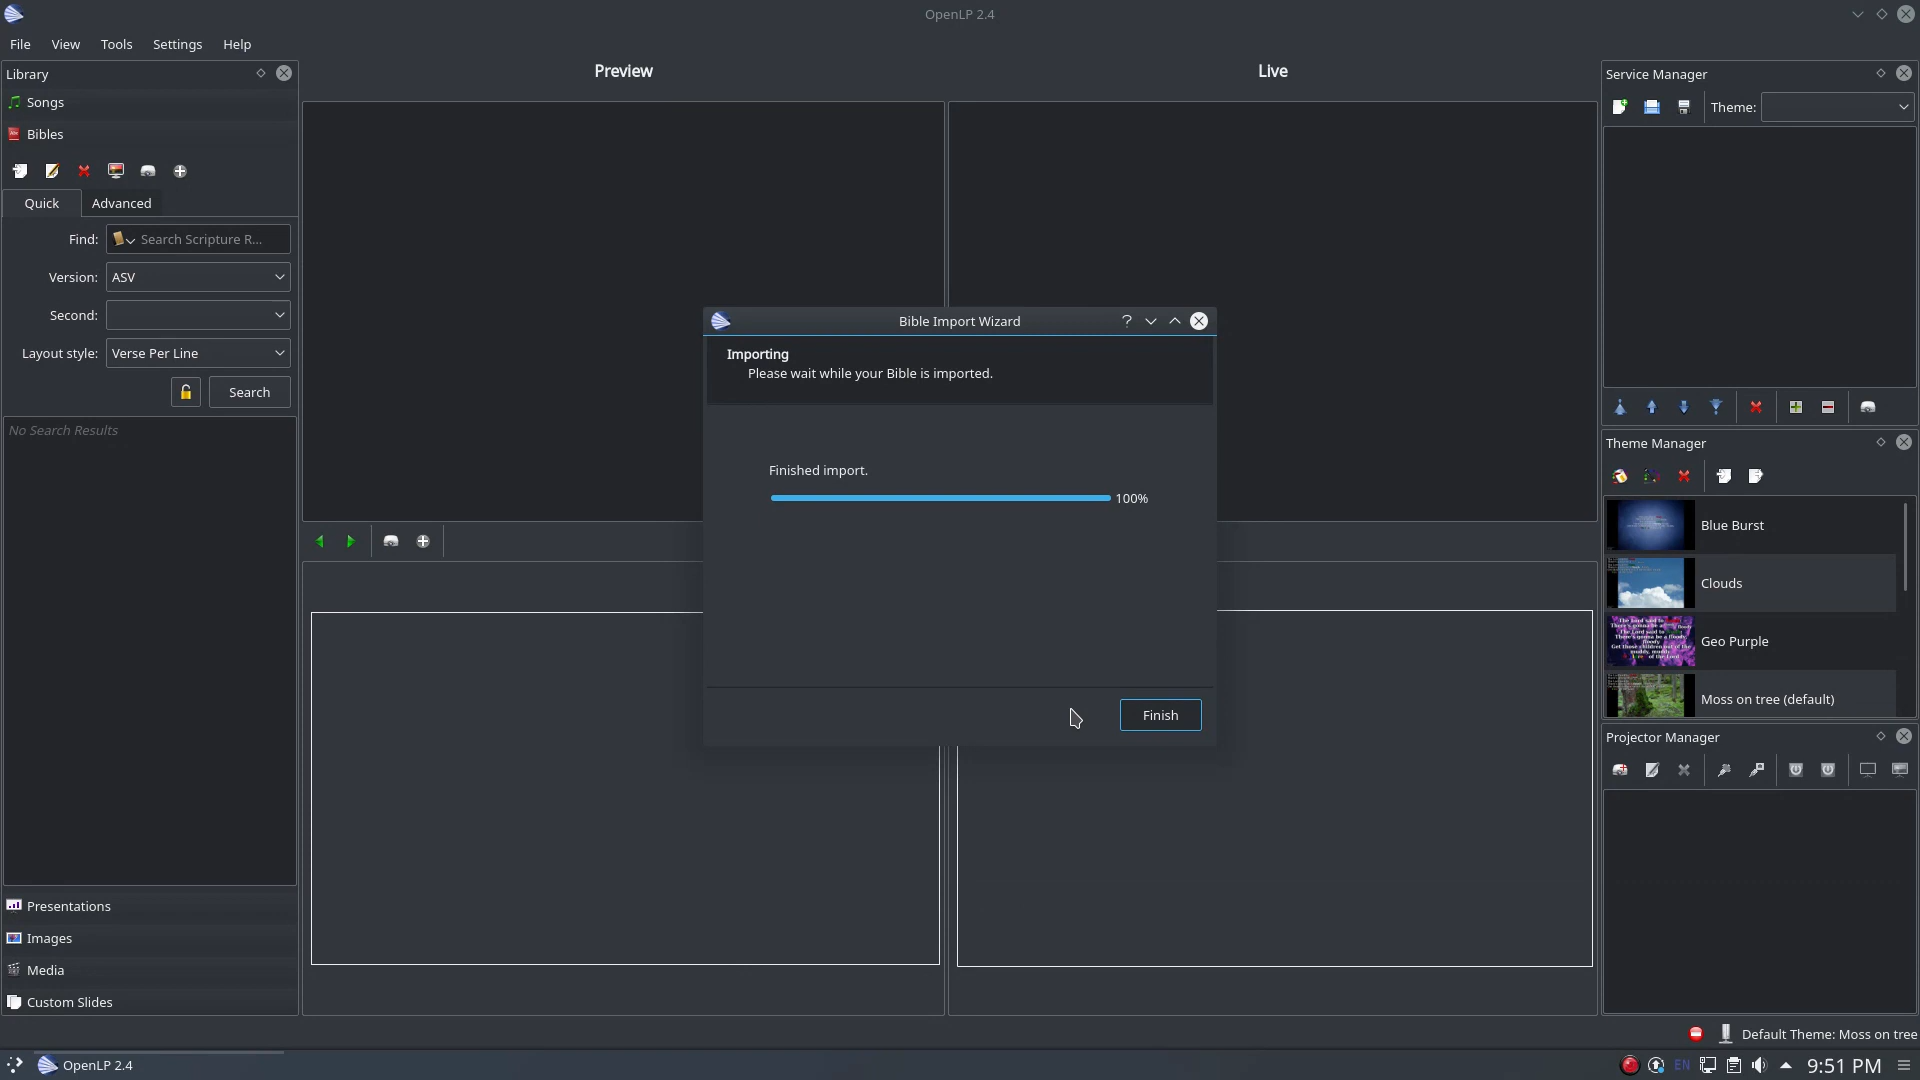 OpenLP 2.4
File View Tools Settings Help
Library
Songs
Bibles
Quick Advanced
Find: Search Scripture R...
Version: ASV
Second:
Layout style: Verse Per Line
Search
No Search Results
Presentations
Images
Media
Custom Slides
Preview
Live
Bible Import Wizard
Importing
Please wait while your Bible is imported.
Finished import.
100%
Finish
Service Manager
Theme:
Theme Manager
Blue Burst
Clouds
Geo Purple
Moss on tree (default)
Projector Manager
Default Theme: Moss on tree
OpenLP 2.4
EN
9:51 PM